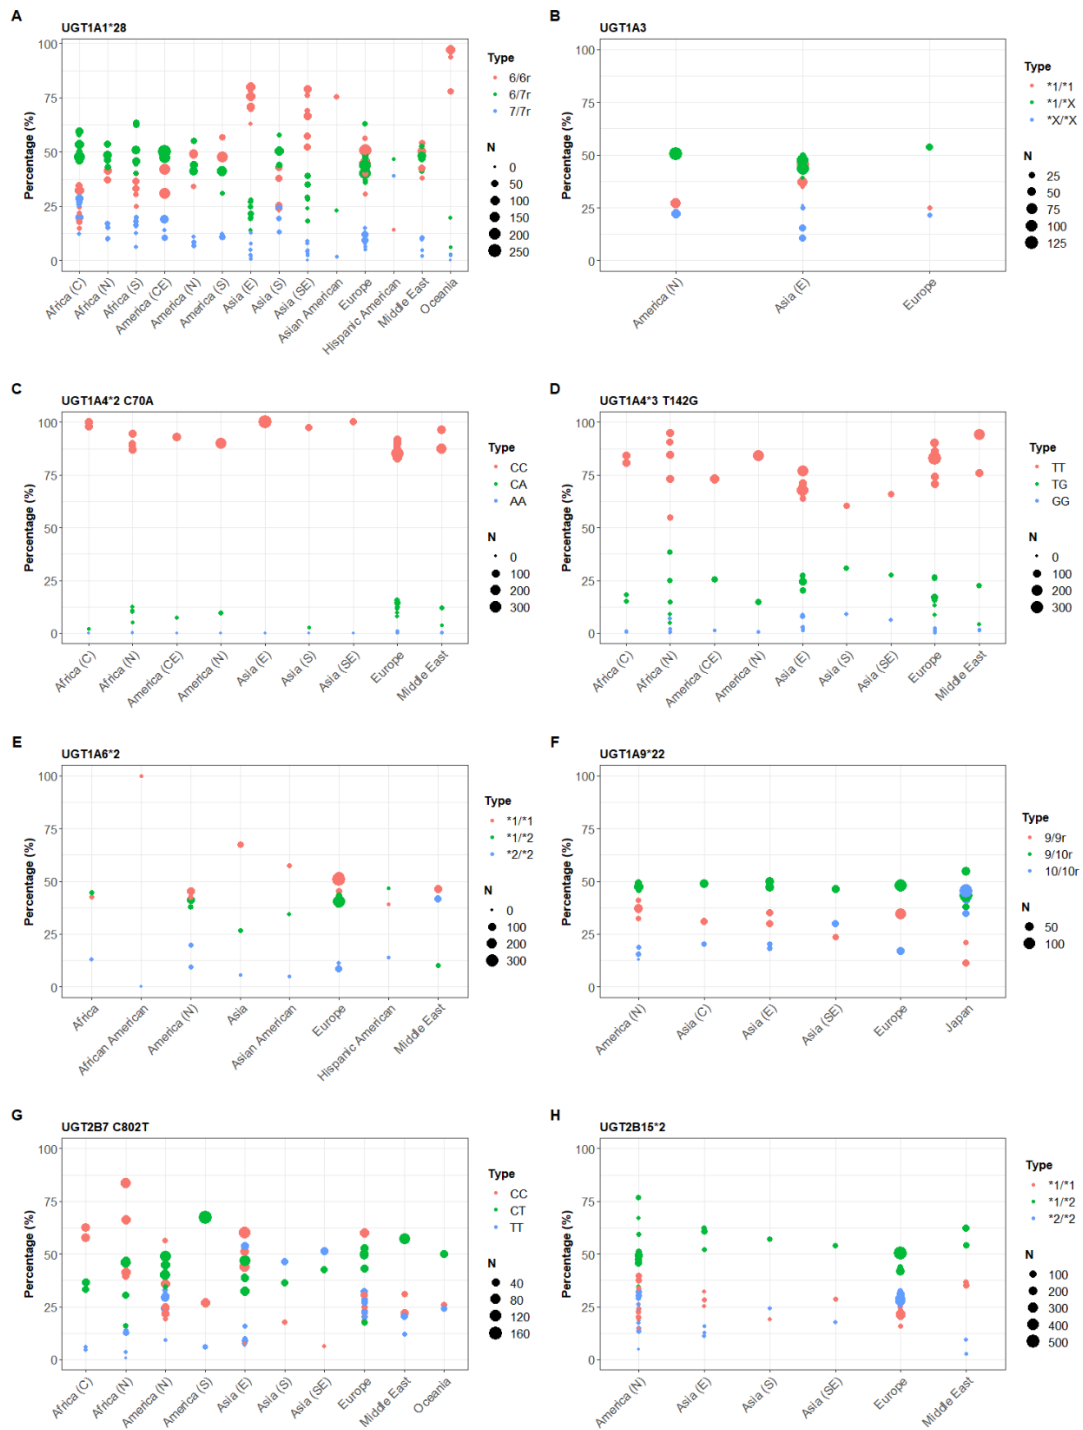 A
UGT1A1*28
Percentage (%)
100
75
50
25
0
Africa (C)
Africa (N)
Africa (S)
America (CE)
America (N)
America (S)
Asia (E)
Asia (S)
Asia (SE)
Asian American
Europe
Hispanic American
Middle East
Oceania
Type
6/6r
6/7r
7/7r
N
0
50
100
150
200
250
B
UGT1A3
Percentage (%)
100
75
50
25
0
America (N)
Asia (E)
Europe
Type
*1/*1
*1/*X
*X/*X
N
25
50
75
100
125
C
UGT1A4*2 C70A
Percentage (%)
100
75
50
25
0
Africa (C)
Africa (N)
America (CE)
America (N)
Asia (E)
Asia (S)
Asia (SE)
Europe
Middle East
Type
CC
CA
AA
N
0
100
200
300
D
UGT1A4*3 T142G
Percentage (%)
100
75
50
25
0
Africa (C)
Africa (N)
America (CE)
America (N)
Asia (E)
Asia (S)
Asia (SE)
Europe
Middle East
Type
TT
TG
GG
N
0
100
200
300
E
UGT1A6*2
Percentage (%)
100
75
50
25
0
Africa
African American
America (N)
Asia
Asian American
Europe
Hispanic American
Middle East
Type
*1/*1
*1/*2
*2/*2
N
0
100
200
300
F
UGT1A9*22
Percentage (%)
100
75
50
25
0
America (N)
Asia (C)
Asia (E)
Asia (SE)
Europe
Japan
Type
9/9r
9/10r
10/10r
N
50
100
G
UGT2B7 C802T
Percentage (%)
100
75
50
25
0
Africa (C)
Africa (N)
America (N)
America (S)
Asia (E)
Asia (S)
Asia (SE)
Europe
Middle East
Oceania
Type
CC
CT
TT
N
40
80
120
160
H
UGT2B15*2
Percentage (%)
100
75
50
25
0
America (N)
Asia (E)
Asia (S)
Asia (SE)
Europe
Middle East
Type
*1/*1
*1/*2
*2/*2
N
100
200
300
400
500